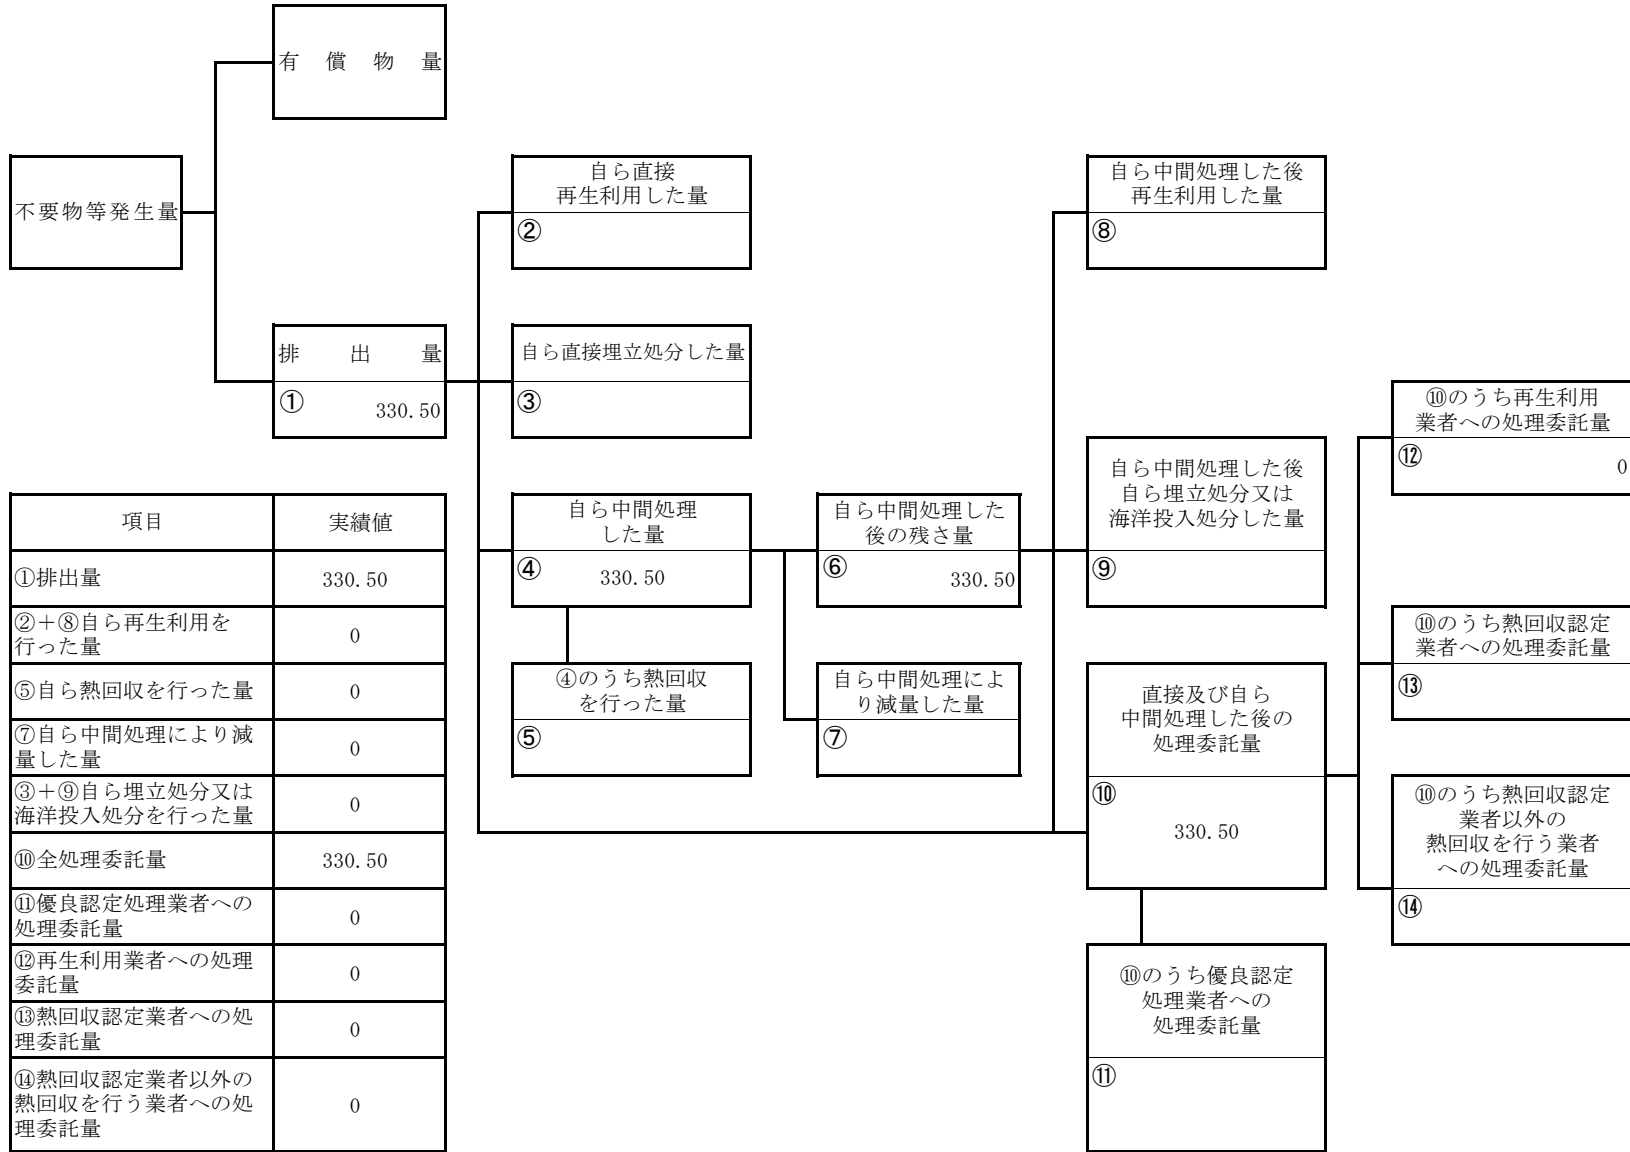 有償物量
不要物等発生量
排出量
① 330.50
自ら直接
再生利用した量
②
自ら直接埋立処分した量
③
自ら中間処理
した量
④ 330.50
④のうち熱回収
を行った量
⑤
自ら中間処理した
後の残さ量
⑥ 330.50
自ら中間処理によ
り減量した量
⑦
自ら中間処理した後
再生利用した量
⑧
自ら中間処理した後
自ら埋立処分又は
海洋投入処分した量
⑨
直接及び自ら
中間処理した後の
処理委託量
⑩
330.50
⑩のうち優良認定
処理業者への
処理委託量
⑪
⑩のうち再生利用
業者への処理委託量
⑫ 0
⑩のうち熱回収認定
業者への処理委託量
⑬
⑩のうち熱回収認定
業者以外の
熱回収を行う業者
への処理委託量
⑭
項目 実績値
①排出量 330.50
②＋⑧自ら再生利用を
行った量 0
⑤自ら熱回収を行った量 0
⑦自ら中間処理により減
量した量 0
③＋⑨自ら埋立処分又は
海洋投入処分を行った量 0
⑩全処理委託量 330.50
⑪優良認定処理業者への
処理委託量 0
⑫再生利用業者への処理
委託量 0
⑬熱回収認定業者への処
理委託量 0
⑭熱回収認定業者以外の
熱回収を行う業者への処
理委託量 0